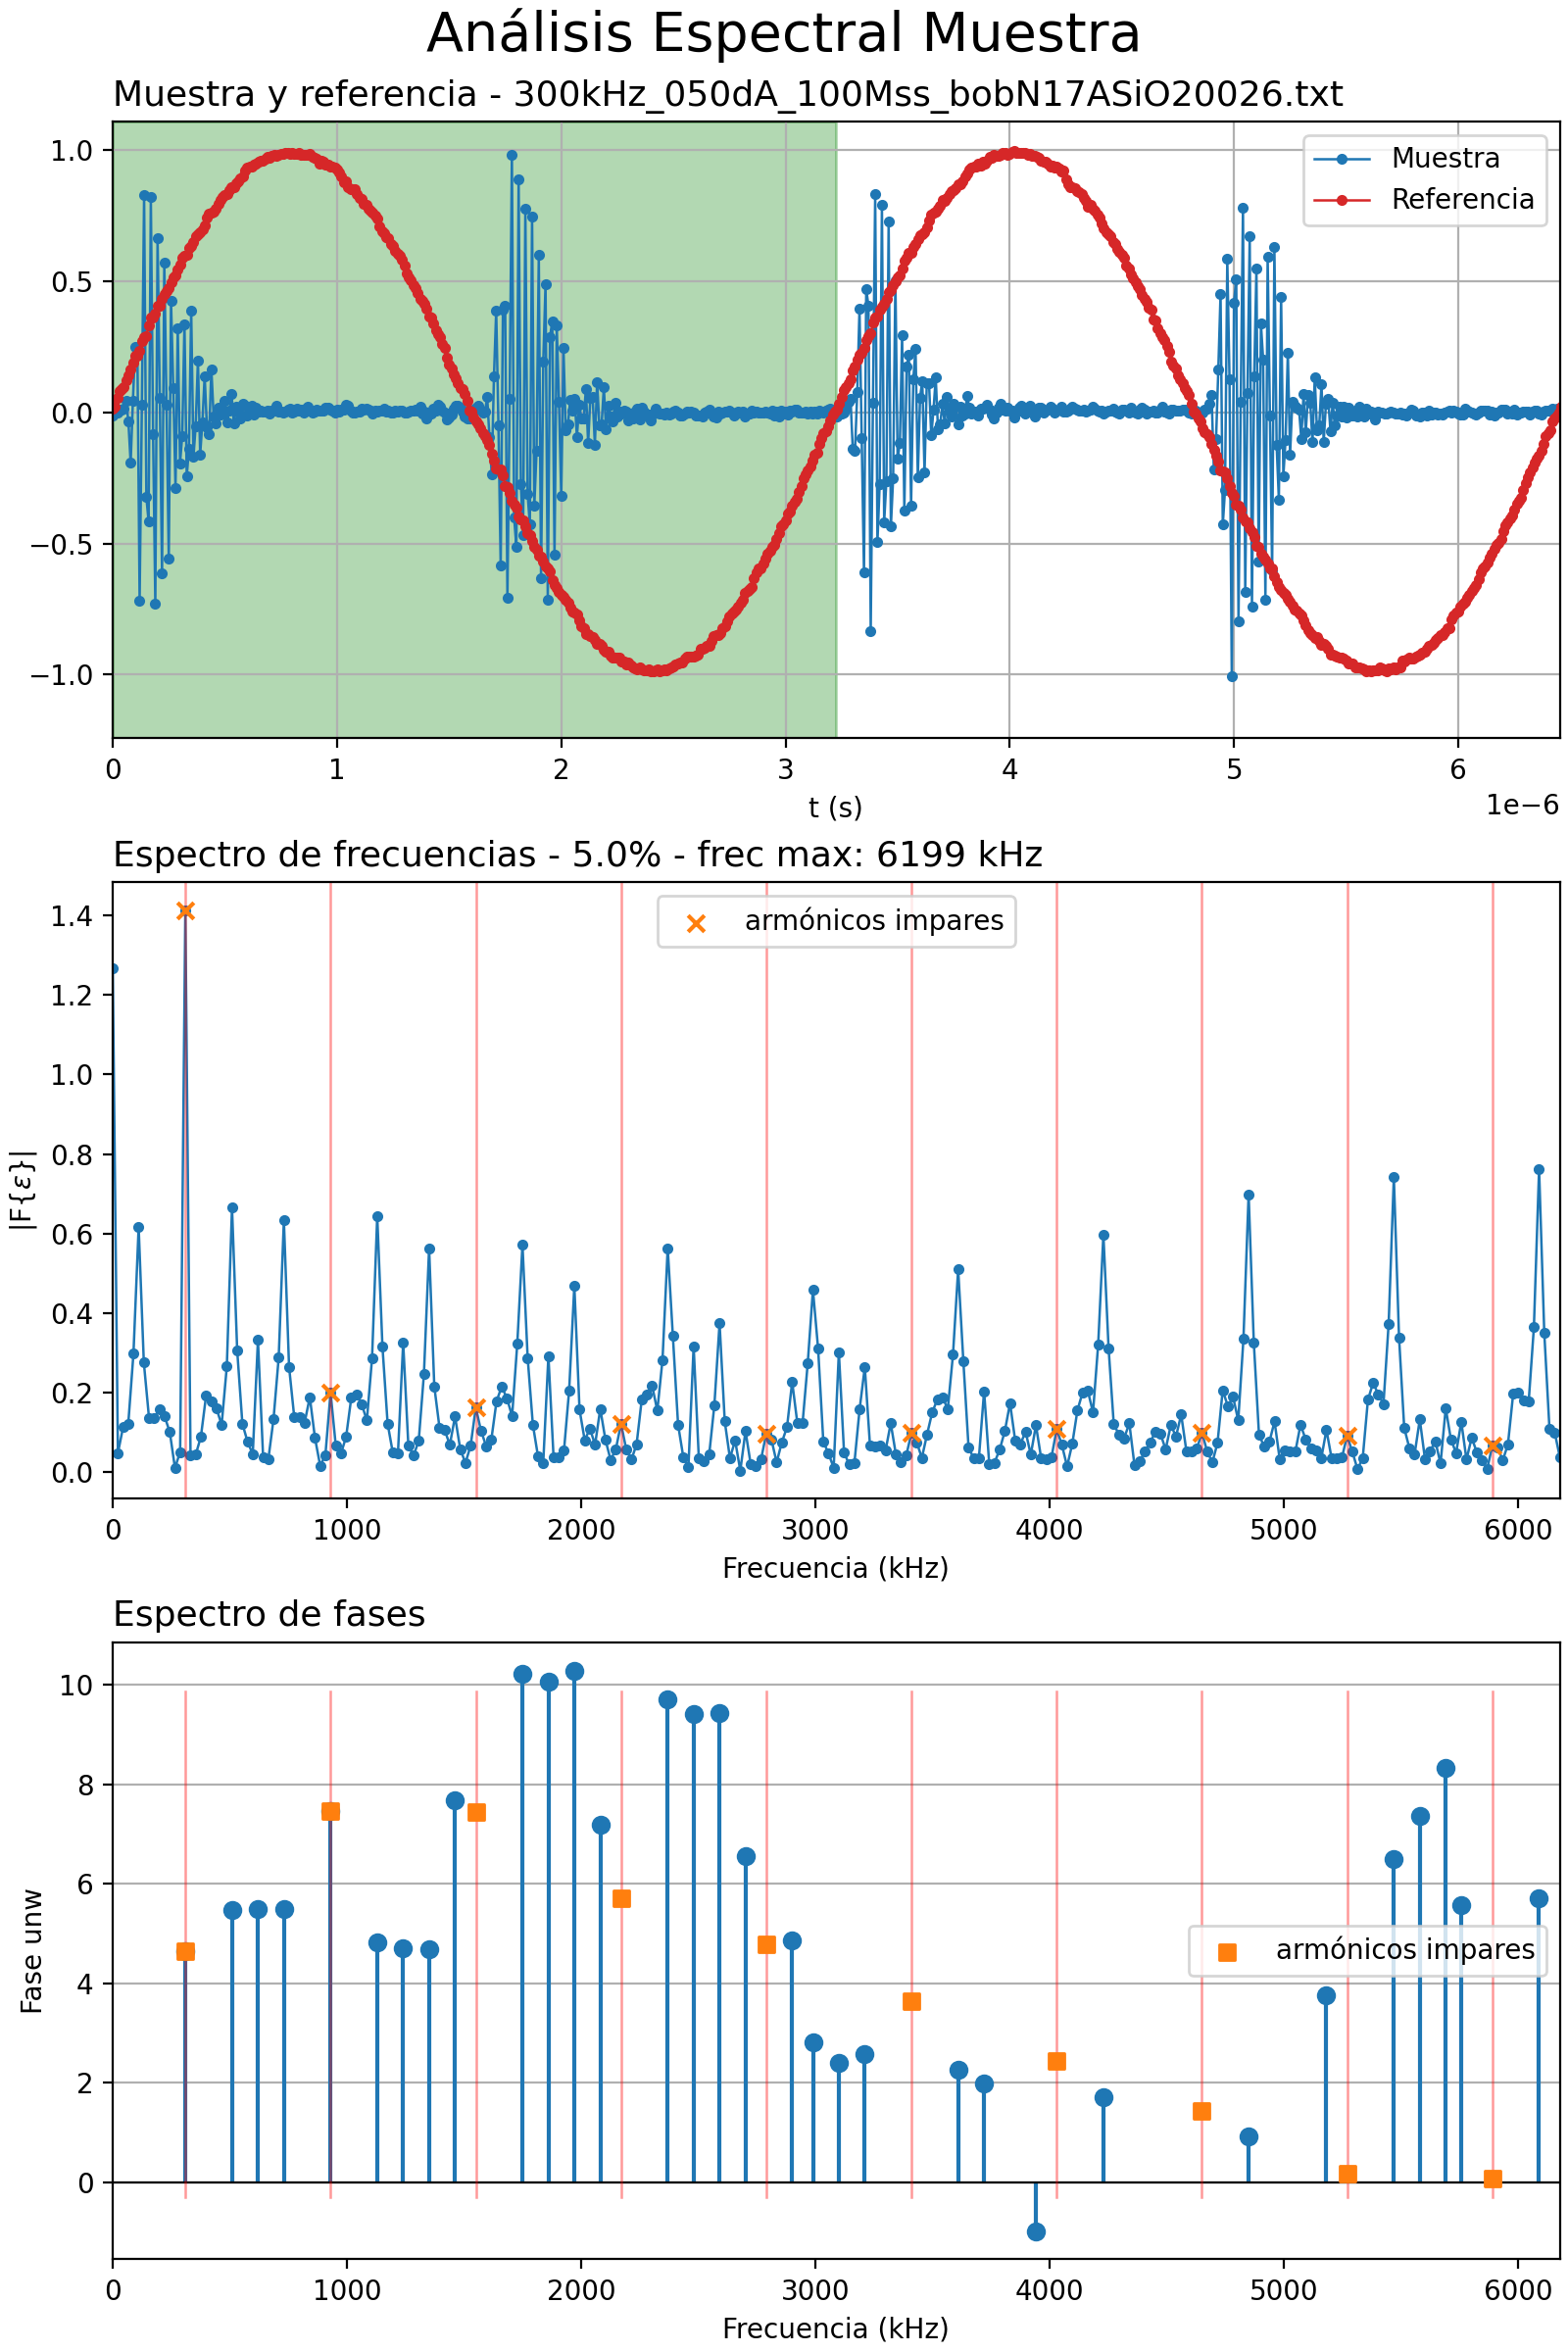 Análisis Espectral Muestra
Muestra y referencia - 300kHz_050dA_100Mss_bobN17ASiO20026.txt
Muestra
Referencia
1.0
0.5
0.0
−0.5
−1.0
0 1 2 3 4 5 6
t (s)
1e−6
Espectro de frecuencias - 5.0% - frec max: 6199 kHz
armónicos impares
|F{ε}|
1.4
1.2
1.0
0.8
0.6
0.4
0.2
0.0
0 1000 2000 3000 4000 5000 6000
Frecuencia (kHz)
Espectro de fases
armónicos impares
Fase unw
10
8
6
4
2
0
0 1000 2000 3000 4000 5000 6000
Frecuencia (kHz)